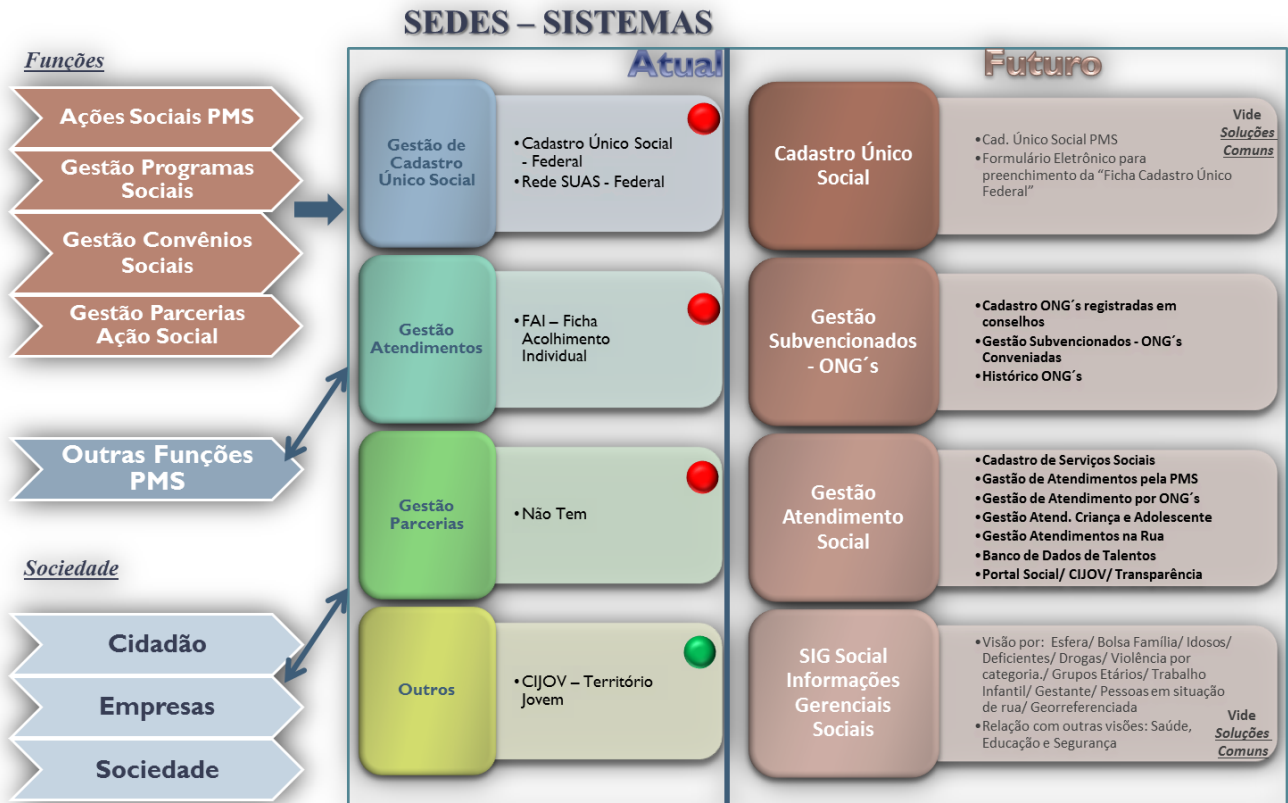 SEDES – SISTEMAS
Funções
Ações Sociais PMS
Gestão Programas
Sociais
Gestão Convênios
Sociais
Gestão Parcerias
Ação Social
Outras Funções
PMS
Sociedade
Cidadão
Empresas
Sociedade
Atual
Gestão de
Cadastro
Único Social
•Cadastro Único Social
- Federal
•Rede SUAS - Federal
Gestão
Atendimentos
•FAI – Ficha
Acolhimento
Individual
Gestão
Parcerias
•Não Tem
Outros
•CIJOV – Território
Jovem
Futuro
Cadastro Único
Social
•Cad. Único Social PMS
•Formulário Eletrônico para
preenchimento da “Ficha Cadastro Único
Federal”
Vide
Soluções
Comuns
Gestão
Subvencionados
- ONG´s
•Cadastro ONG´s registradas em
conselhos
•Gestão Subvencionados - ONG´s
Conveniadas
•Histórico ONG´s
Gestão
Atendimento
Social
•Cadastro de Serviços Sociais
•Gastão de Atendimentos pela PMS
•Gestão de Atendimento por ONG´s
•Gestão Atend. Criança e Adolescente
•Gestão Atendimentos na Rua
•Banco de Dados de Talentos
•Portal Social/ CIJOV/ Transparência
SIG Social
Informações
Gerenciais
Sociais
•Visão por: Esfera/ Bolsa Família/ Idosos/
Deficientes/ Drogas/ Violência por
categoria./ Grupos Etários/ Trabalho
Infantil/ Gestante/ Pessoas em situação
de rua/ Georreferenciada
•Relação com outras visões: Saúde,
Educação e Segurança
Vide
Soluções
Comuns